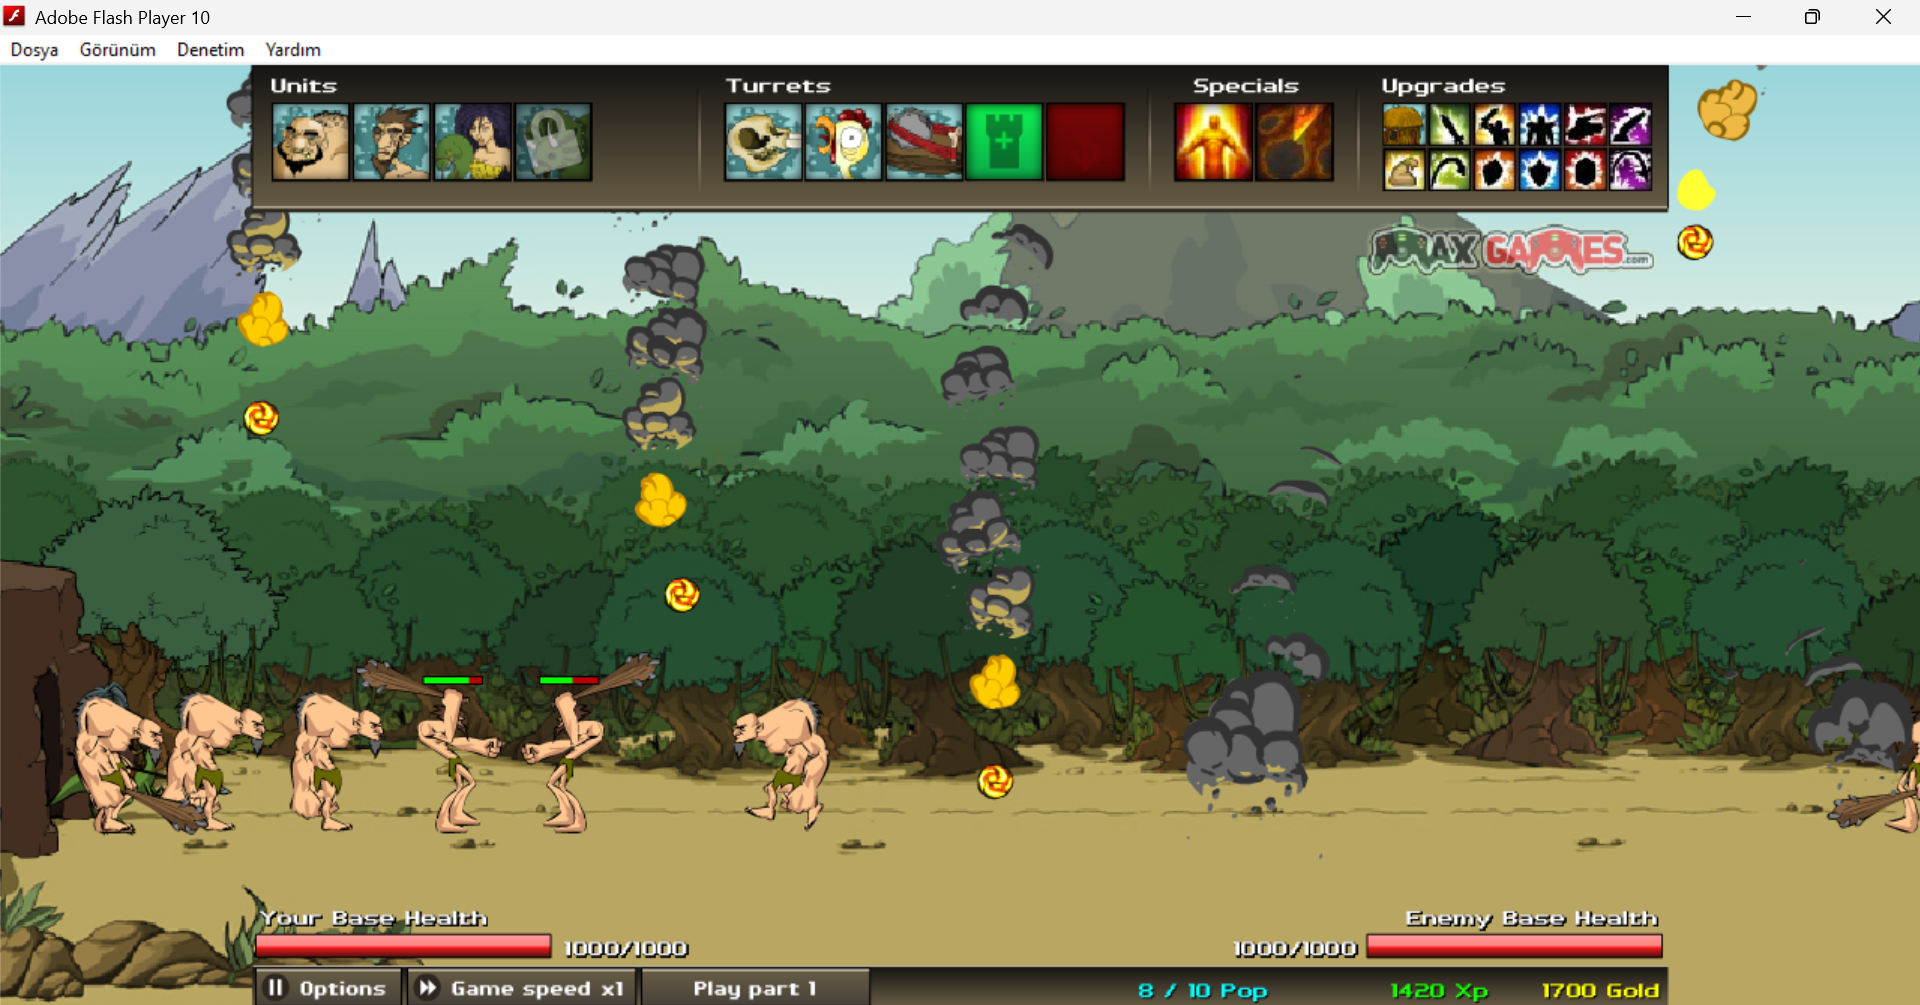 Adobe Flash Player 10
Dosya Görünüm Denetim Yardım
Units Turrets Specials Upgrades
MAX GAMES.com
Your Base Health Enemy Base Health
1000/1000 1000/1000
Options Game speed x1 Play part 1 8 / 10 Pop 1420 Xp 1700 Gold